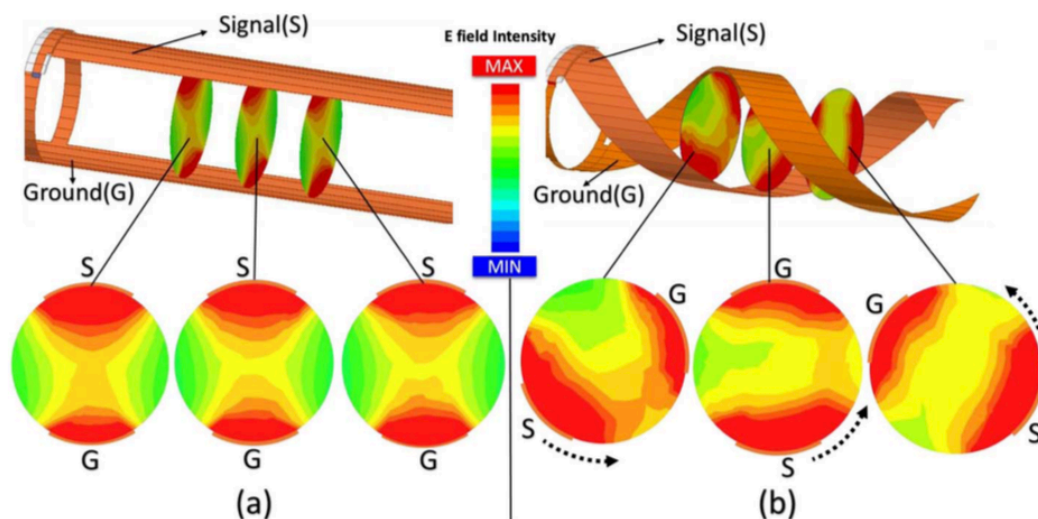 Signal(S)
Ground(G)
E field Intensity
MAX
MIN
Signal(S)
Ground(G)
S
S
S
G
G
G
(a)
G
S
G
S
G
S
(b)